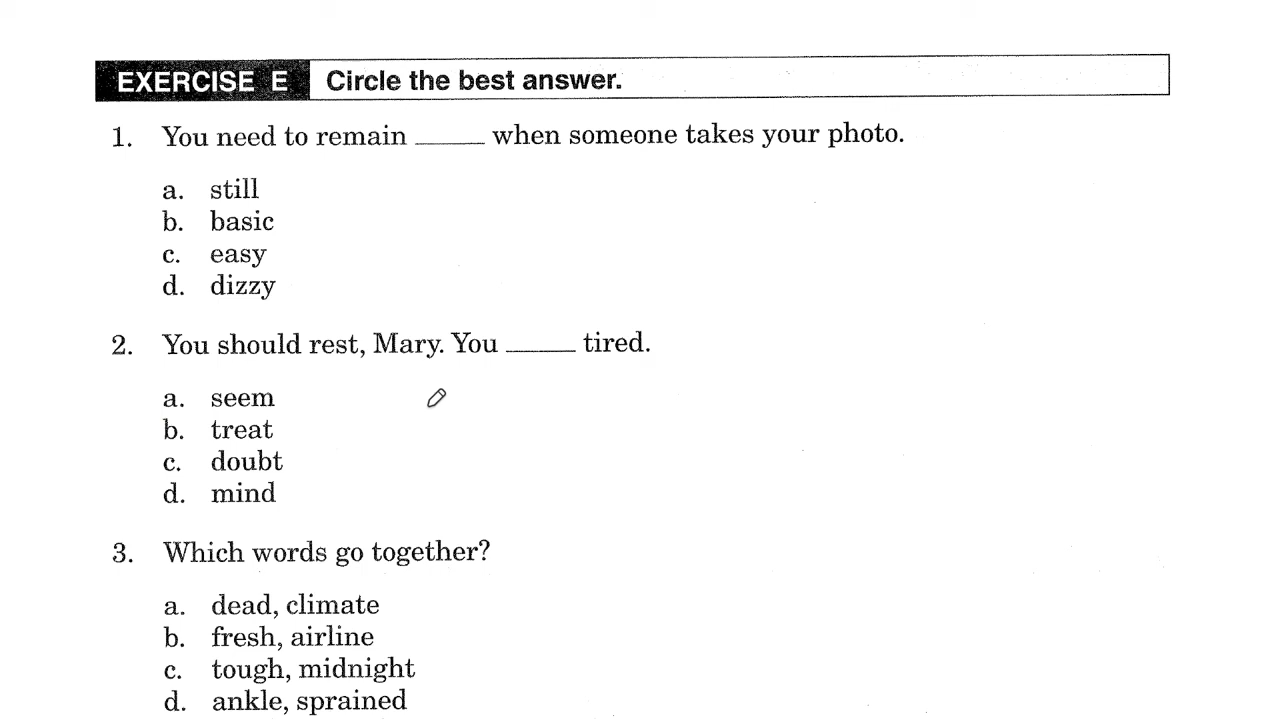 EXERCISE E Circle the best answer.
1. You need to remain _____ when someone takes your photo.
a. still
b. basic
c. easy
d. dizzy
2. You should rest, Mary. You _____ tired.
a. seem
b. treat
c. doubt
d. mind
3. Which words go together?
a. dead, climate
b. fresh, airline
c. tough, midnight
d. ankle, sprained